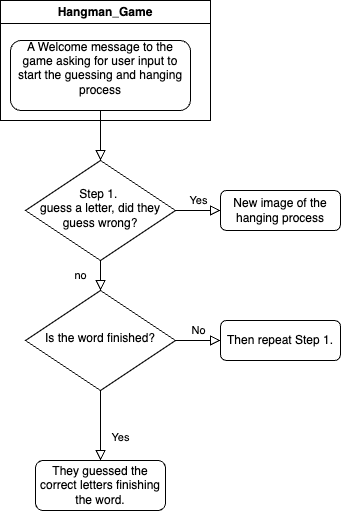 Hangman_Game
A Welcome message to the
game asking for user input to
start the guessing and hanging
process
Step 1.
guess a letter, did they
guess wrong?
Yes
New image of the
hanging process
no
Is the word finished?
No
Then repeat Step 1.
Yes
They guessed the
correct letters finishing
the word.